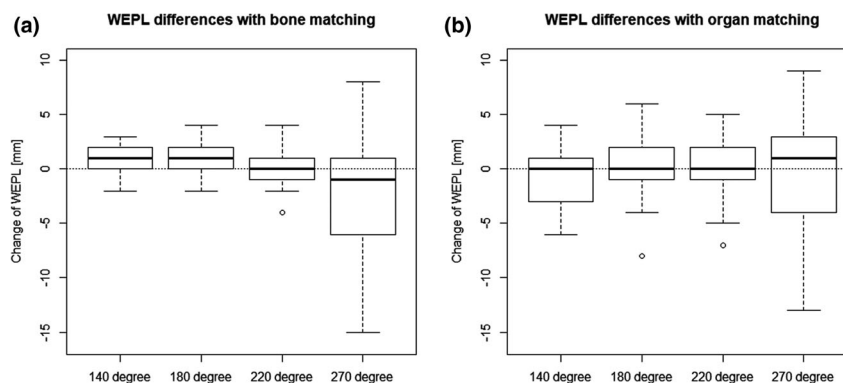 (a)
WEPL differences with bone matching
Change of WEPL [mm]
10
5
0
-5
-10
-15
140 degree 180 degree 220 degree 270 degree
(b)
WEPL differences with organ matching
Change of WEPL [mm]
10
5
0
-5
-10
-15
140 degree 180 degree 220 degree 270 degree